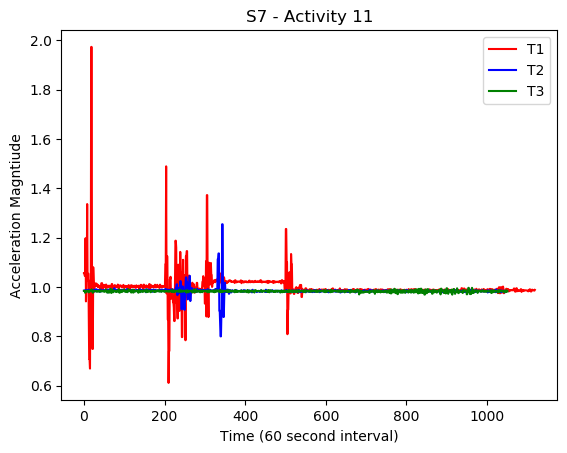 S7 - Activity 11
Acceleration Magntiude
2.0
1.8
1.6
1.4
1.2
1.0
0.8
0.6
T1
T2
T3
0 200 400 600 800 1000
Time (60 second interval)